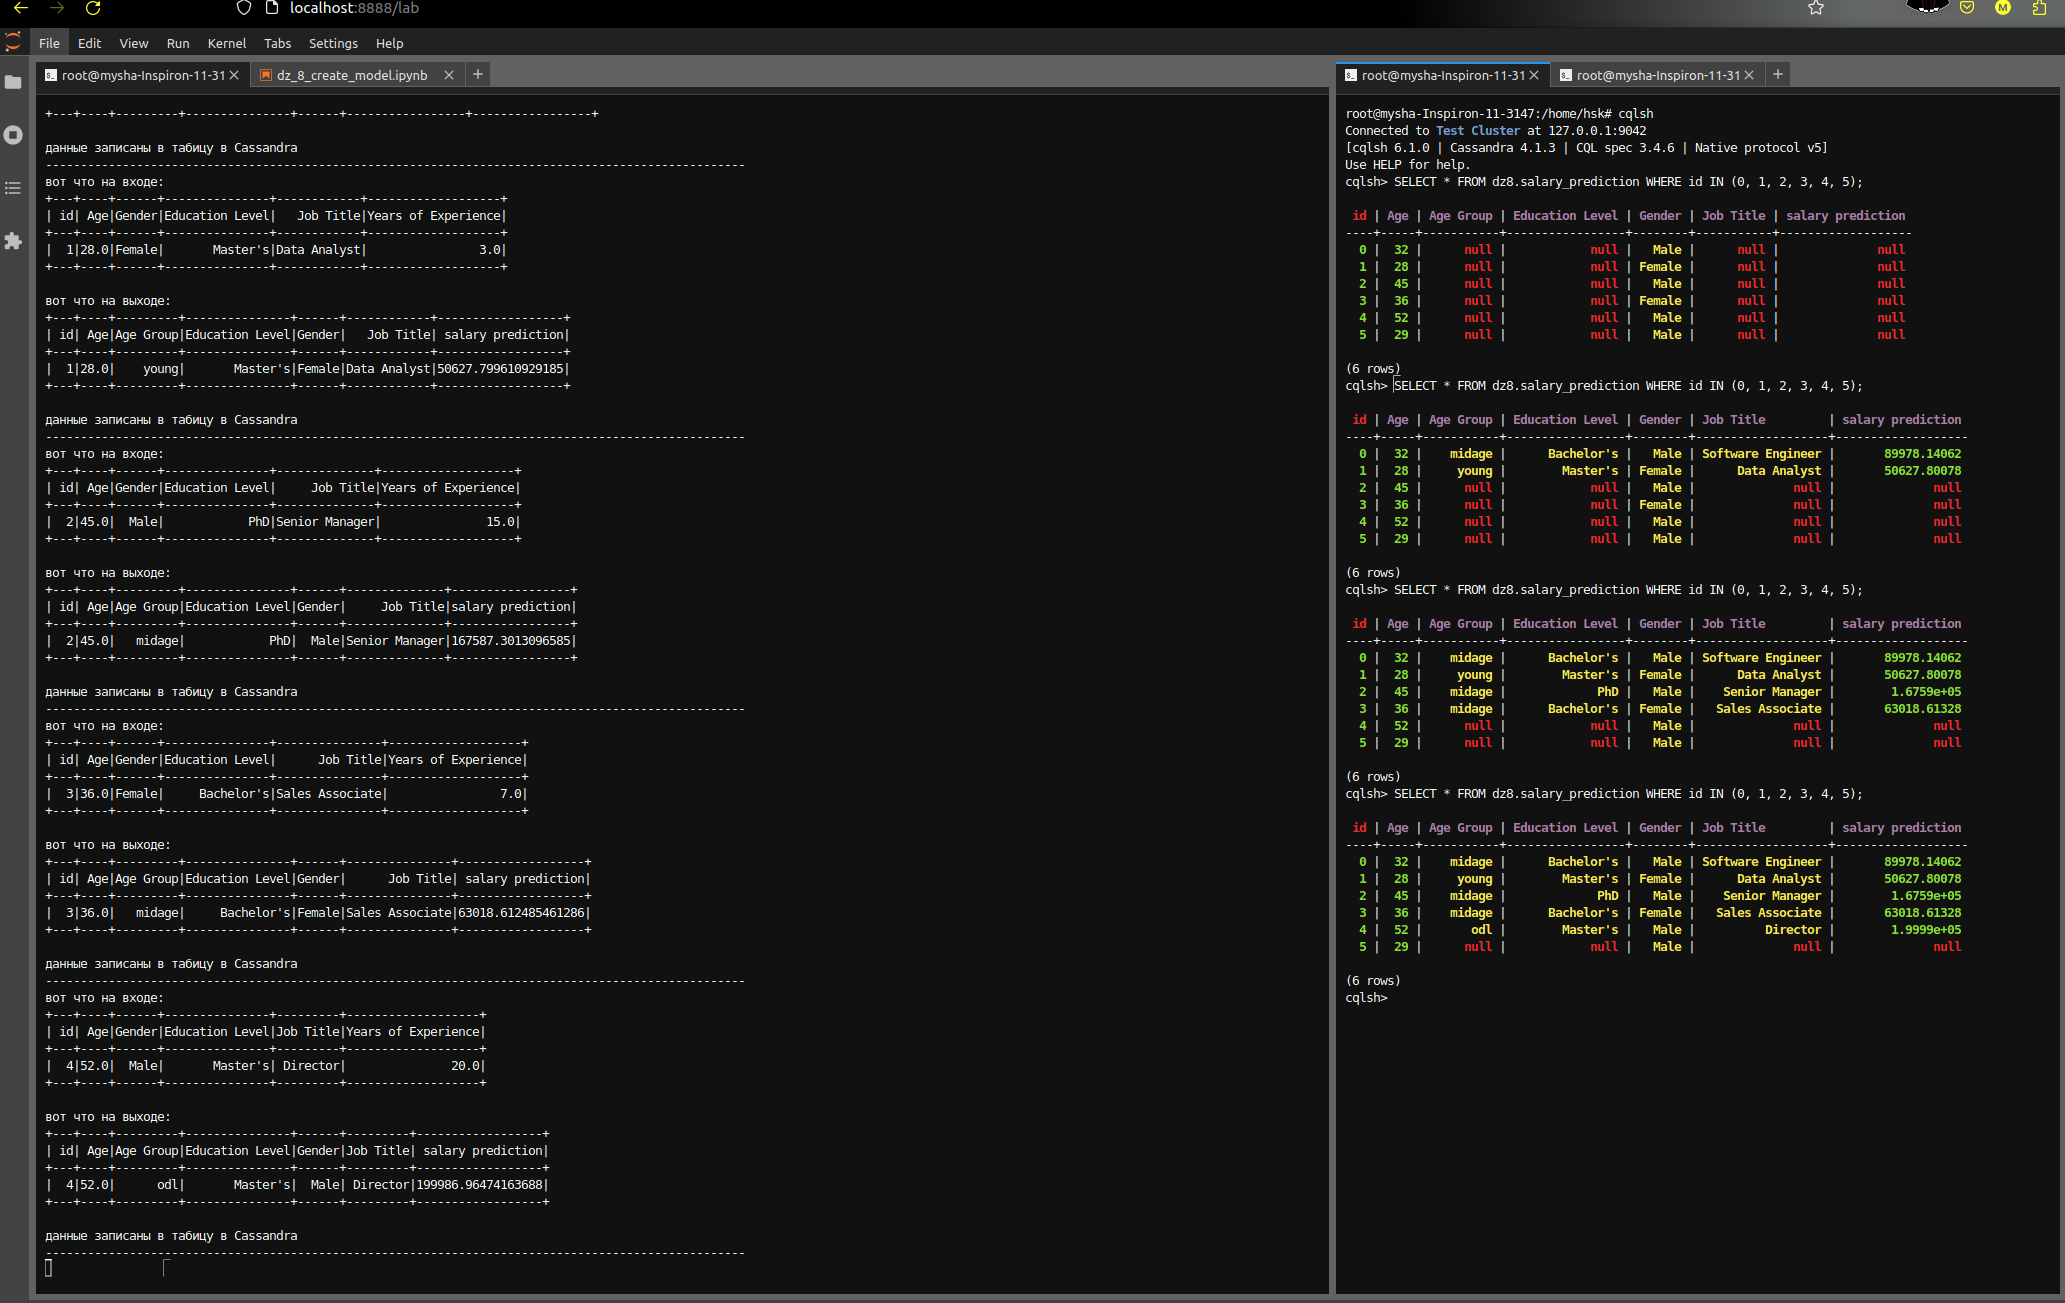 localhost:8888/lab
File Edit View Run Kernel Tabs Settings Help
root@mysha-Inspiron-11-31 dz_8_create_model.ipynb
+---+----+---------+---------------+------+-----------------+-----------------+
данные записаны в табицу в Cassandra
----------------------------------------------------------------------------------------------------
вот что на входе:
+---+----+------+---------------+------------+-------------------+
| id| Age|Gender|Education Level|   Job Title|Years of Experience|
+---+----+------+---------------+------------+-------------------+
|  1|28.0|Female|       Master's|Data Analyst|                3.0|
+---+----+------+---------------+------------+-------------------+
вот что на выходе:
+---+----+---------+---------------+------+------------+------------------+
| id| Age|Age Group|Education Level|Gender|   Job Title| salary prediction|
+---+----+---------+---------------+------+------------+------------------+
|  1|28.0|    young|       Master's|Female|Data Analyst|50627.799610929185|
+---+----+---------+---------------+------+------------+------------------+
данные записаны в табицу в Cassandra
----------------------------------------------------------------------------------------------------
вот что на входе:
+---+----+------+---------------+--------------+-------------------+
| id| Age|Gender|Education Level|     Job Title|Years of Experience|
+---+----+------+---------------+--------------+-------------------+
|  2|45.0|  Male|            PhD|Senior Manager|               15.0|
+---+----+------+---------------+--------------+-------------------+
вот что на выходе:
+---+----+---------+---------------+------+--------------+-----------------+
| id| Age|Age Group|Education Level|Gender|     Job Title|salary prediction|
+---+----+---------+---------------+------+--------------+-----------------+
|  2|45.0|   midage|            PhD|  Male|Senior Manager|167587.3013096585|
+---+----+---------+---------------+------+--------------+-----------------+
данные записаны в табицу в Cassandra
----------------------------------------------------------------------------------------------------
вот что на входе:
+---+----+------+---------------+---------------+-------------------+
| id| Age|Gender|Education Level|      Job Title|Years of Experience|
+---+----+------+---------------+---------------+-------------------+
|  3|36.0|Female|     Bachelor's|Sales Associate|                7.0|
+---+----+------+---------------+---------------+-------------------+
вот что на выходе:
+---+----+---------+---------------+------+---------------+------------------+
| id| Age|Age Group|Education Level|Gender|      Job Title| salary prediction|
+---+----+---------+---------------+------+---------------+------------------+
|  3|36.0|   midage|     Bachelor's|Female|Sales Associate|63018.612485461286|
+---+----+---------+---------------+------+---------------+------------------+
данные записаны в табицу в Cassandra
----------------------------------------------------------------------------------------------------
вот что на входе:
+---+----+------+---------------+---------+-------------------+
| id| Age|Gender|Education Level|Job Title|Years of Experience|
+---+----+------+---------------+---------+-------------------+
|  4|52.0|  Male|       Master's| Director|               20.0|
+---+----+------+---------------+---------+-------------------+
вот что на выходе:
+---+----+---------+---------------+------+---------+------------------+
| id| Age|Age Group|Education Level|Gender|Job Title| salary prediction|
+---+----+---------+---------------+------+---------+------------------+
|  4|52.0|      odl|       Master's|  Male| Director|199986.96474163688|
+---+----+---------+---------------+------+---------+------------------+
данные записаны в табицу в Cassandra
----------------------------------------------------------------------------------------------------
root@mysha-Inspiron-11-31 root@mysha-Inspiron-11-31
root@mysha-Inspiron-11-3147:/home/hsk# cqlsh
Connected to Test Cluster at 127.0.0.1:9042
[cqlsh 6.1.0 | Cassandra 4.1.3 | CQL spec 3.4.6 | Native protocol v5]
Use HELP for help.
cqlsh> SELECT * FROM dz8.salary_prediction WHERE id IN (0, 1, 2, 3, 4, 5);
 id | Age | Age Group | Education Level | Gender | Job Title | salary prediction
----+-----+-----------+-----------------+--------+-----------+-------------------
  0 |  32 |      null |            null |   Male |      null |              null
  1 |  28 |      null |            null | Female |      null |              null
  2 |  45 |      null |            null |   Male |      null |              null
  3 |  36 |      null |            null | Female |      null |              null
  4 |  52 |      null |            null |   Male |      null |              null
  5 |  29 |      null |            null |   Male |      null |              null
(6 rows)
cqlsh> SELECT * FROM dz8.salary_prediction WHERE id IN (0, 1, 2, 3, 4, 5);
 id | Age | Age Group | Education Level | Gender | Job Title         | salary prediction
----+-----+-----------+-----------------+--------+-------------------+-------------------
  0 |  32 |    midage |      Bachelor's |   Male | Software Engineer |       89978.14062
  1 |  28 |     young |        Master's | Female |      Data Analyst |       50627.80078
  2 |  45 |      null |            null |   Male |              null |              null
  3 |  36 |      null |            null | Female |              null |              null
  4 |  52 |      null |            null |   Male |              null |              null
  5 |  29 |      null |            null |   Male |              null |              null
(6 rows)
cqlsh> SELECT * FROM dz8.salary_prediction WHERE id IN (0, 1, 2, 3, 4, 5);
 id | Age | Age Group | Education Level | Gender | Job Title         | salary prediction
----+-----+-----------+-----------------+--------+-------------------+-------------------
  0 |  32 |    midage |      Bachelor's |   Male | Software Engineer |       89978.14062
  1 |  28 |     young |        Master's | Female |      Data Analyst |       50627.80078
  2 |  45 |    midage |             PhD |   Male |    Senior Manager |        1.6759e+05
  3 |  36 |    midage |      Bachelor's | Female |   Sales Associate |       63018.61328
  4 |  52 |      null |            null |   Male |              null |              null
  5 |  29 |      null |            null |   Male |              null |              null
(6 rows)
cqlsh> SELECT * FROM dz8.salary_prediction WHERE id IN (0, 1, 2, 3, 4, 5);
 id | Age | Age Group | Education Level | Gender | Job Title         | salary prediction
----+-----+-----------+-----------------+--------+-------------------+-------------------
  0 |  32 |    midage |      Bachelor's |   Male | Software Engineer |       89978.14062
  1 |  28 |     young |        Master's | Female |      Data Analyst |       50627.80078
  2 |  45 |    midage |             PhD |   Male |    Senior Manager |        1.6759e+05
  3 |  36 |    midage |      Bachelor's | Female |   Sales Associate |       63018.61328
  4 |  52 |       odl |        Master's |   Male |          Director |        1.9999e+05
  5 |  29 |      null |            null |   Male |              null |              null
(6 rows)
cqlsh>